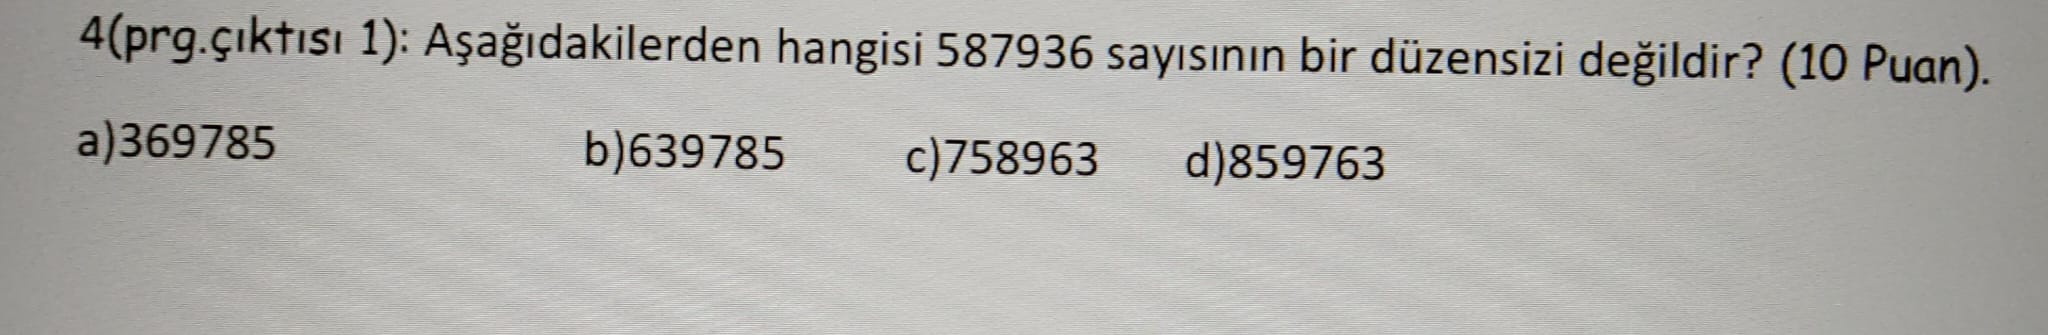 4(prg.çıktısı 1): Aşağıdakilerden hangisi 587936 sayısının bir düzensizi değildir? (10 Puan).
a)369785 b)639785 c)758963 d)859763